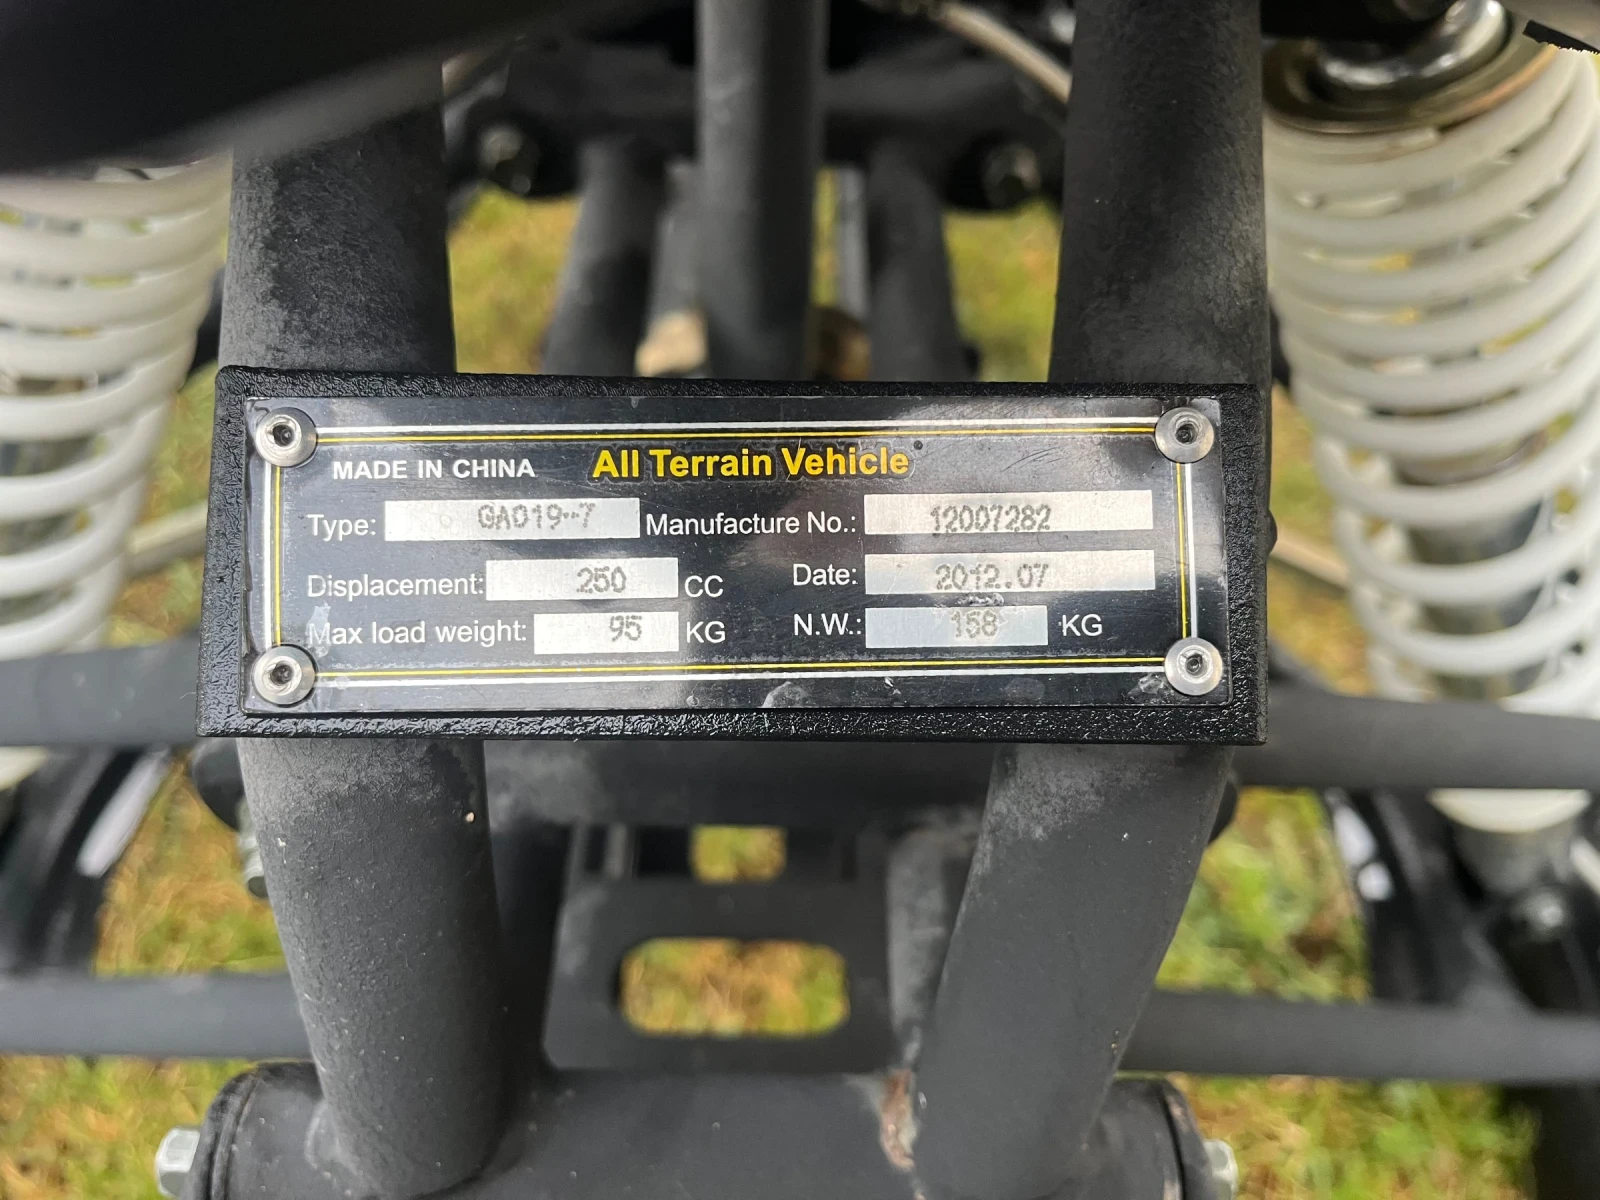 MADE IN CHINA All Terrain Vehicle
Type: GA019-7 Manufacture No.: 12007282
Displacement: 250 CC Date: 2012.07
Max load weight: 95 KG N.W.: 158 KG